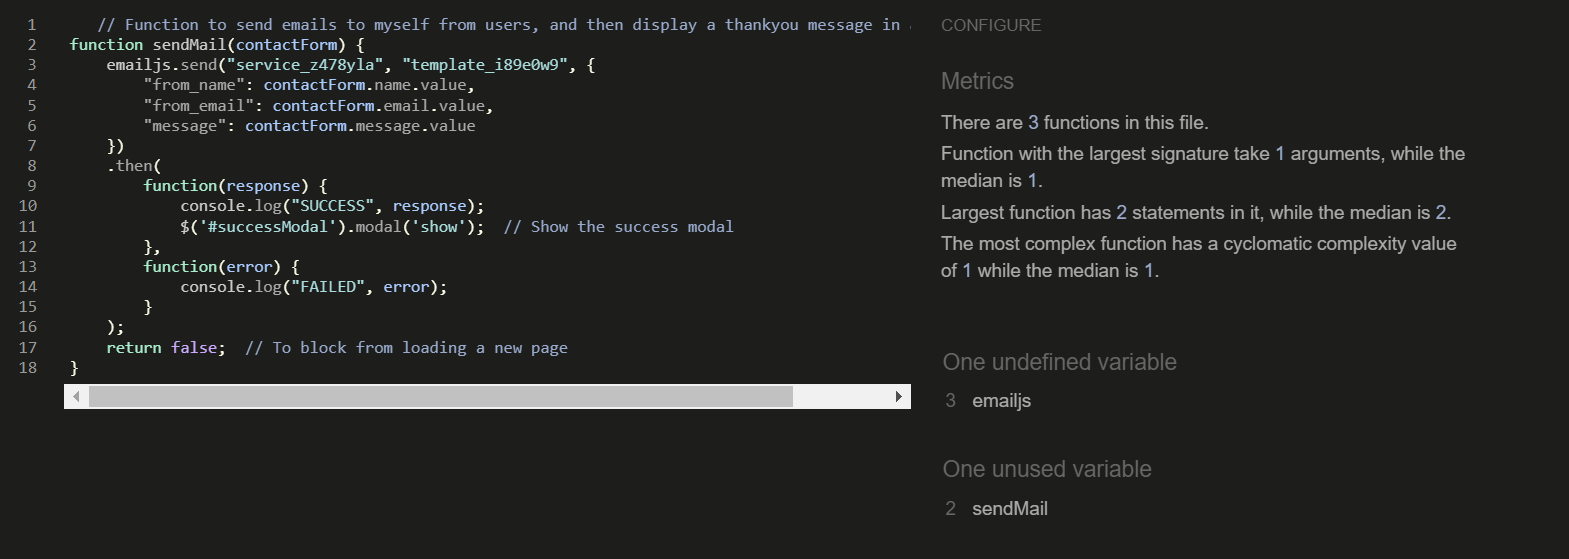 1 // Function to send emails to myself from users, and then display a thankyou message in
2 function sendMail(contactForm) {
3 emailjs.send("service_z478yla", "template_i89e0w9", {
4 "from_name": contactForm.name.value,
5 "from_email": contactForm.email.value,
6 "message": contactForm.message.value
7 })
8 .then(
9 function(response) {
10 console.log("SUCCESS", response);
11 $('#successModal').modal('show');  // Show the success modal
12 },
13 function(error) {
14 console.log("FAILED", error);
15 }
16 );
17 return false;  // To block from loading a new page
18 }
CONFIGURE
Metrics
There are 3 functions in this file.
Function with the largest signature take 1 arguments, while the
median is 1.
Largest function has 2 statements in it, while the median is 2.
The most complex function has a cyclomatic complexity value
of 1 while the median is 1.
One undefined variable
3 emailjs
One unused variable
2 sendMail